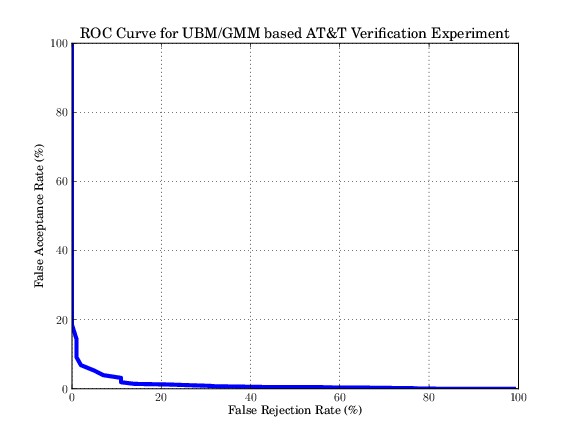 ROC Curve for UBM/GMM based AT&T Verification Experiment
100
80
60
40
20
0
False Acceptance Rate (%)
0 20 40 60 80 100
False Rejection Rate (%)